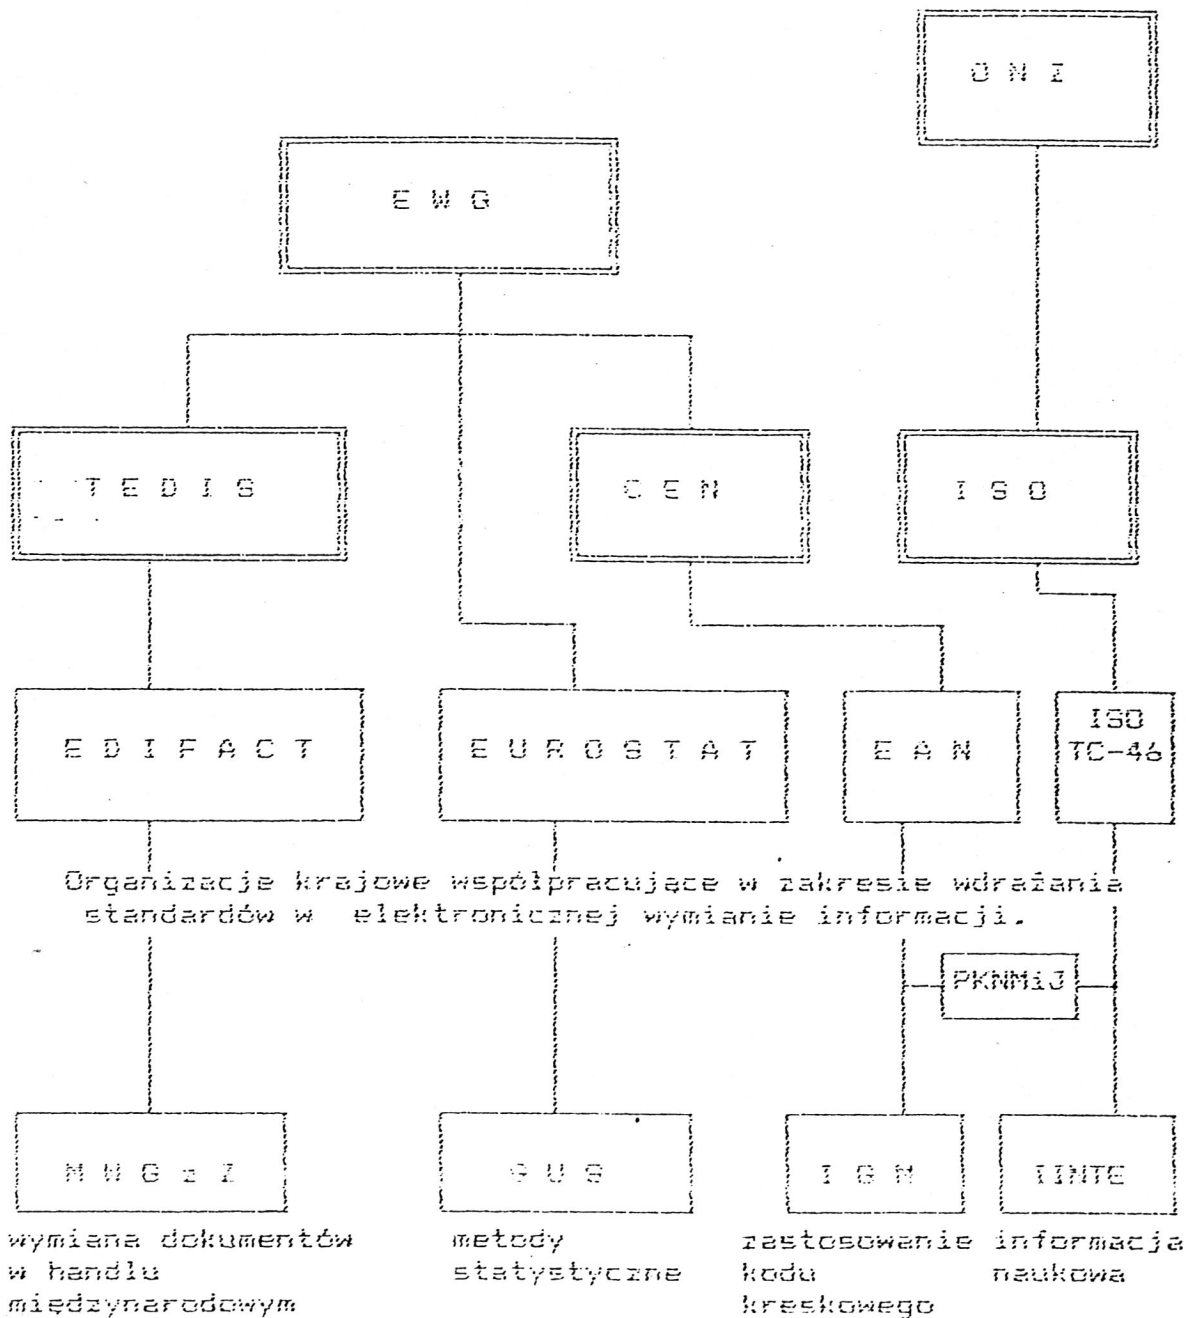 O N Z
E W G
T E D I S
C E N
I S O
E D I F A C T
E U R O S T A T
E A N
ISO
TC-46
Organizacje krajowe współpracujące w zakresie wdrażania
standardów w elektronicznej wymianie informacji.
PKNMiJ
M W G z Z
G U S
I G M
IINTE
wymiana dokumentów
w handlu
międzynarodowym
metody
statystyczne
zastosowanie
kodu
kreskowego
informacja
naukowa